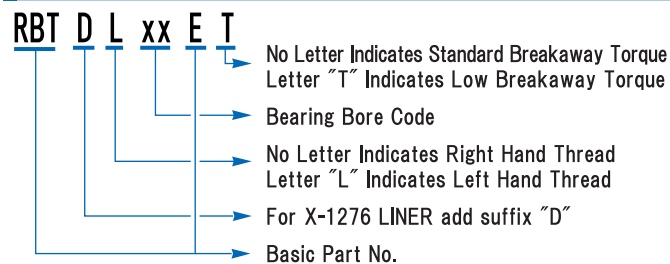 RBT D L xx E T
No Letter Indicates Standard Breakaway Torque
Letter "T" Indicates Low Breakaway Torque
Bearing Bore Code
No Letter Indicates Right Hand Thread
Letter "L" Indicates Left Hand Thread
For X-1276 LINER add suffix "D"
Basic Part No.